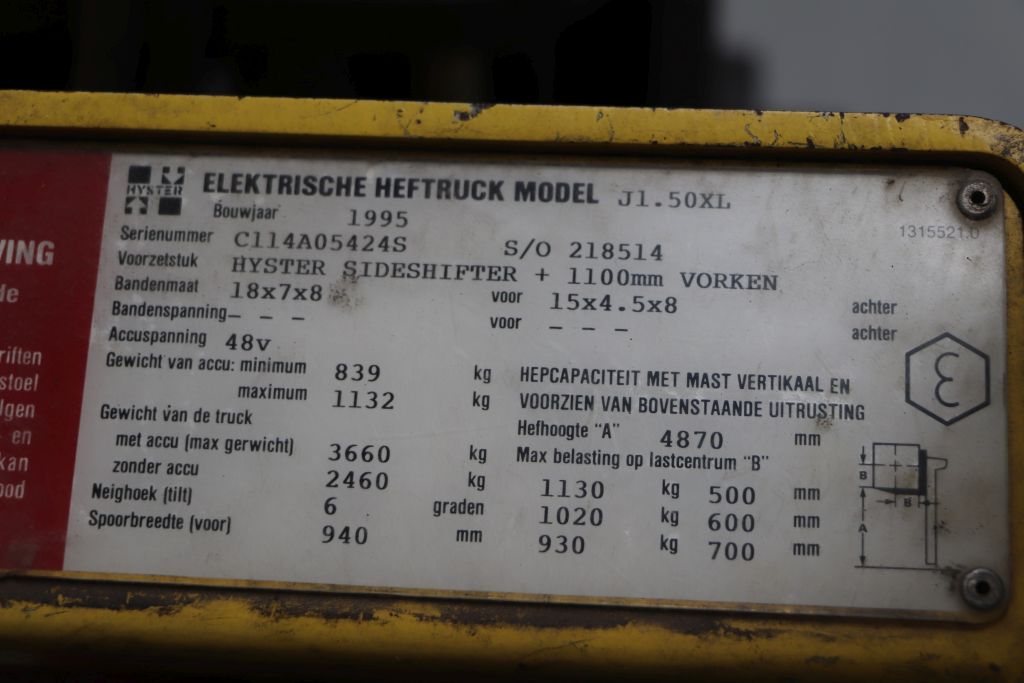 HYSTER
ELEKTRISCHE HEFTRUCK MODEL J1.50XL
Bouwjaar 1995
1315521.0
Serienummer C114A05424S S/O 218514
Voorzetstuk HYSTER SIDESHIFTER + 1100mm VORKEN
Bandenmaat 18x7x8 voor 15x4.5x8 achter
Bandenspanning – – – voor – – – achter
Accuspanning 48v
Gewicht van accu: minimum 839 kg
maximum 1132 kg
Gewicht van de truck
met accu (max gerwicht) 3660 kg
zonder accu 2460 kg
Neighoek (tilt) 6 graden
Spoorbreedte (voor) 940 mm
HEPCAPACITEIT MET MAST VERTIKAAL EN
VOORZIEN VAN BOVENSTAANDE UITRUSTING
Hefhoogte "A" 4870 mm
Max belasting op lastcentrum "B"
1130 kg 500 mm
1020 kg 600 mm
930 kg 700 mm
ε
B
B
A
VING
de
riften
stoel
lgen
- en
kan
ood